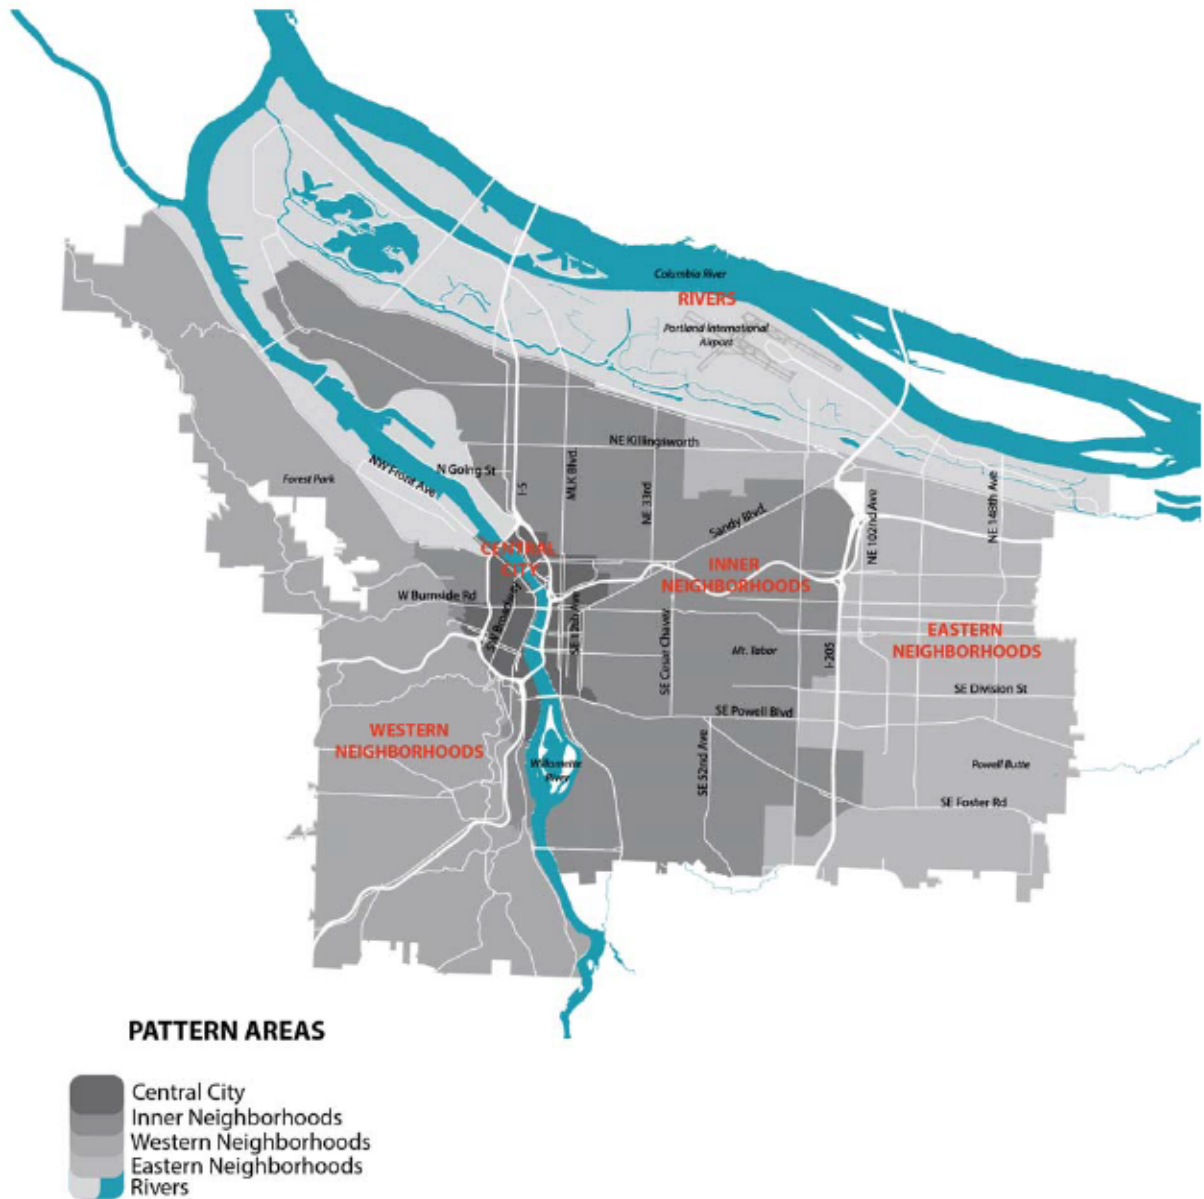 Columbia River
RIVERS
Portland International
Airport
NE Killingsworth
N Going St
NW Front Ave
Forest Park
I-5
MLK Blvd.
NE 33rd
Sandy Blvd.
NE 102nd Ave
NE 148th Ave
CENTRAL
CITY
INNER
NEIGHBORHOODS
W Burnside Rd
SW Broadway
SE 12th Ave
SE Cesar Chavez
Mt. Tabor
I-205
EASTERN
NEIGHBORHOODS
SE Division St
SE Powell Blvd
WESTERN
NEIGHBORHOODS
Willamette
River
SE 52nd Ave
Powell Butte
SE Foster Rd
PATTERN AREAS
Central City
Inner Neighborhoods
Western Neighborhoods
Eastern Neighborhoods
Rivers